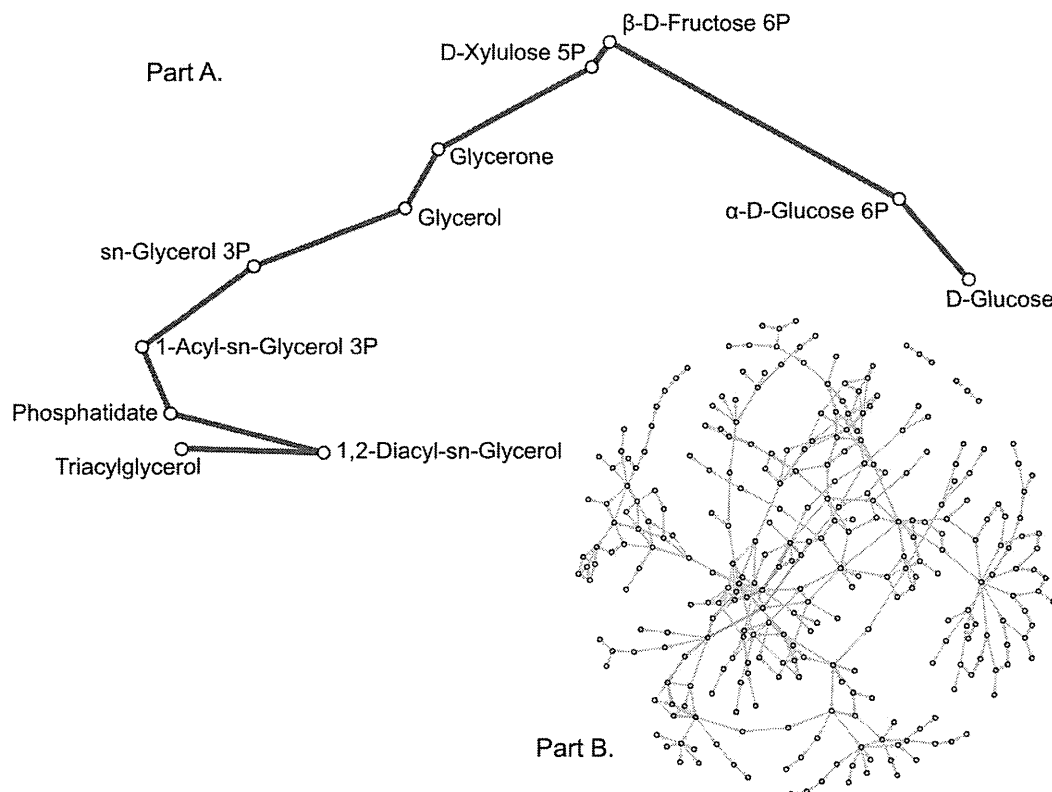 β-D-Fructose 6P
D-Xylulose 5P
Part A.
Glycerone
α-D-Glucose 6P
Glycerol
sn-Glycerol 3P
D-Glucose
1-Acyl-sn-Glycerol 3P
Phosphatidate
1,2-Diacyl-sn-Glycerol
Triacylglycerol
Part B.